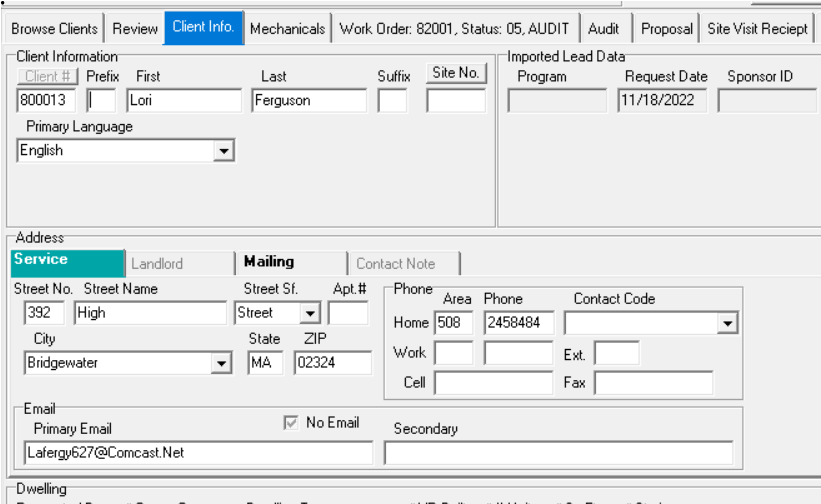 Browse Clients Review Client Info. Mechanicals Work Order: 82001, Status: 05, AUDIT Audit Proposal Site Visit Reciept
Client Information
Client # Prefix First Last Suffix Site No.
800013 Lori Ferguson
Primary Language
English
Imported Lead Data
Program Request Date Sponsor ID
11/18/2022
Address
Service Landlord Mailing Contact Note
Street No. Street Name Street Sf. Apt.#
392 High Street
City State ZIP
Bridgewater MA 02324
Phone
Area Phone Contact Code
Home 508 2458484
Work Ext.
Cell Fax
Email
Primary Email No Email Secondary
Lafergy627@Comcast.Net
Dwelling